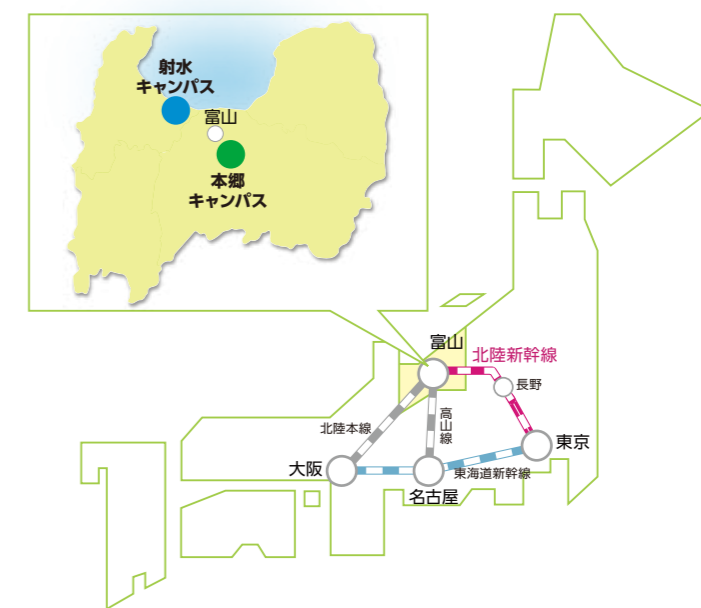 射水
キャンパス
富山
本郷
キャンパス
富山
北陸新幹線
長野
北陸本線
高山線
東京
大阪
東海道新幹線
名古屋